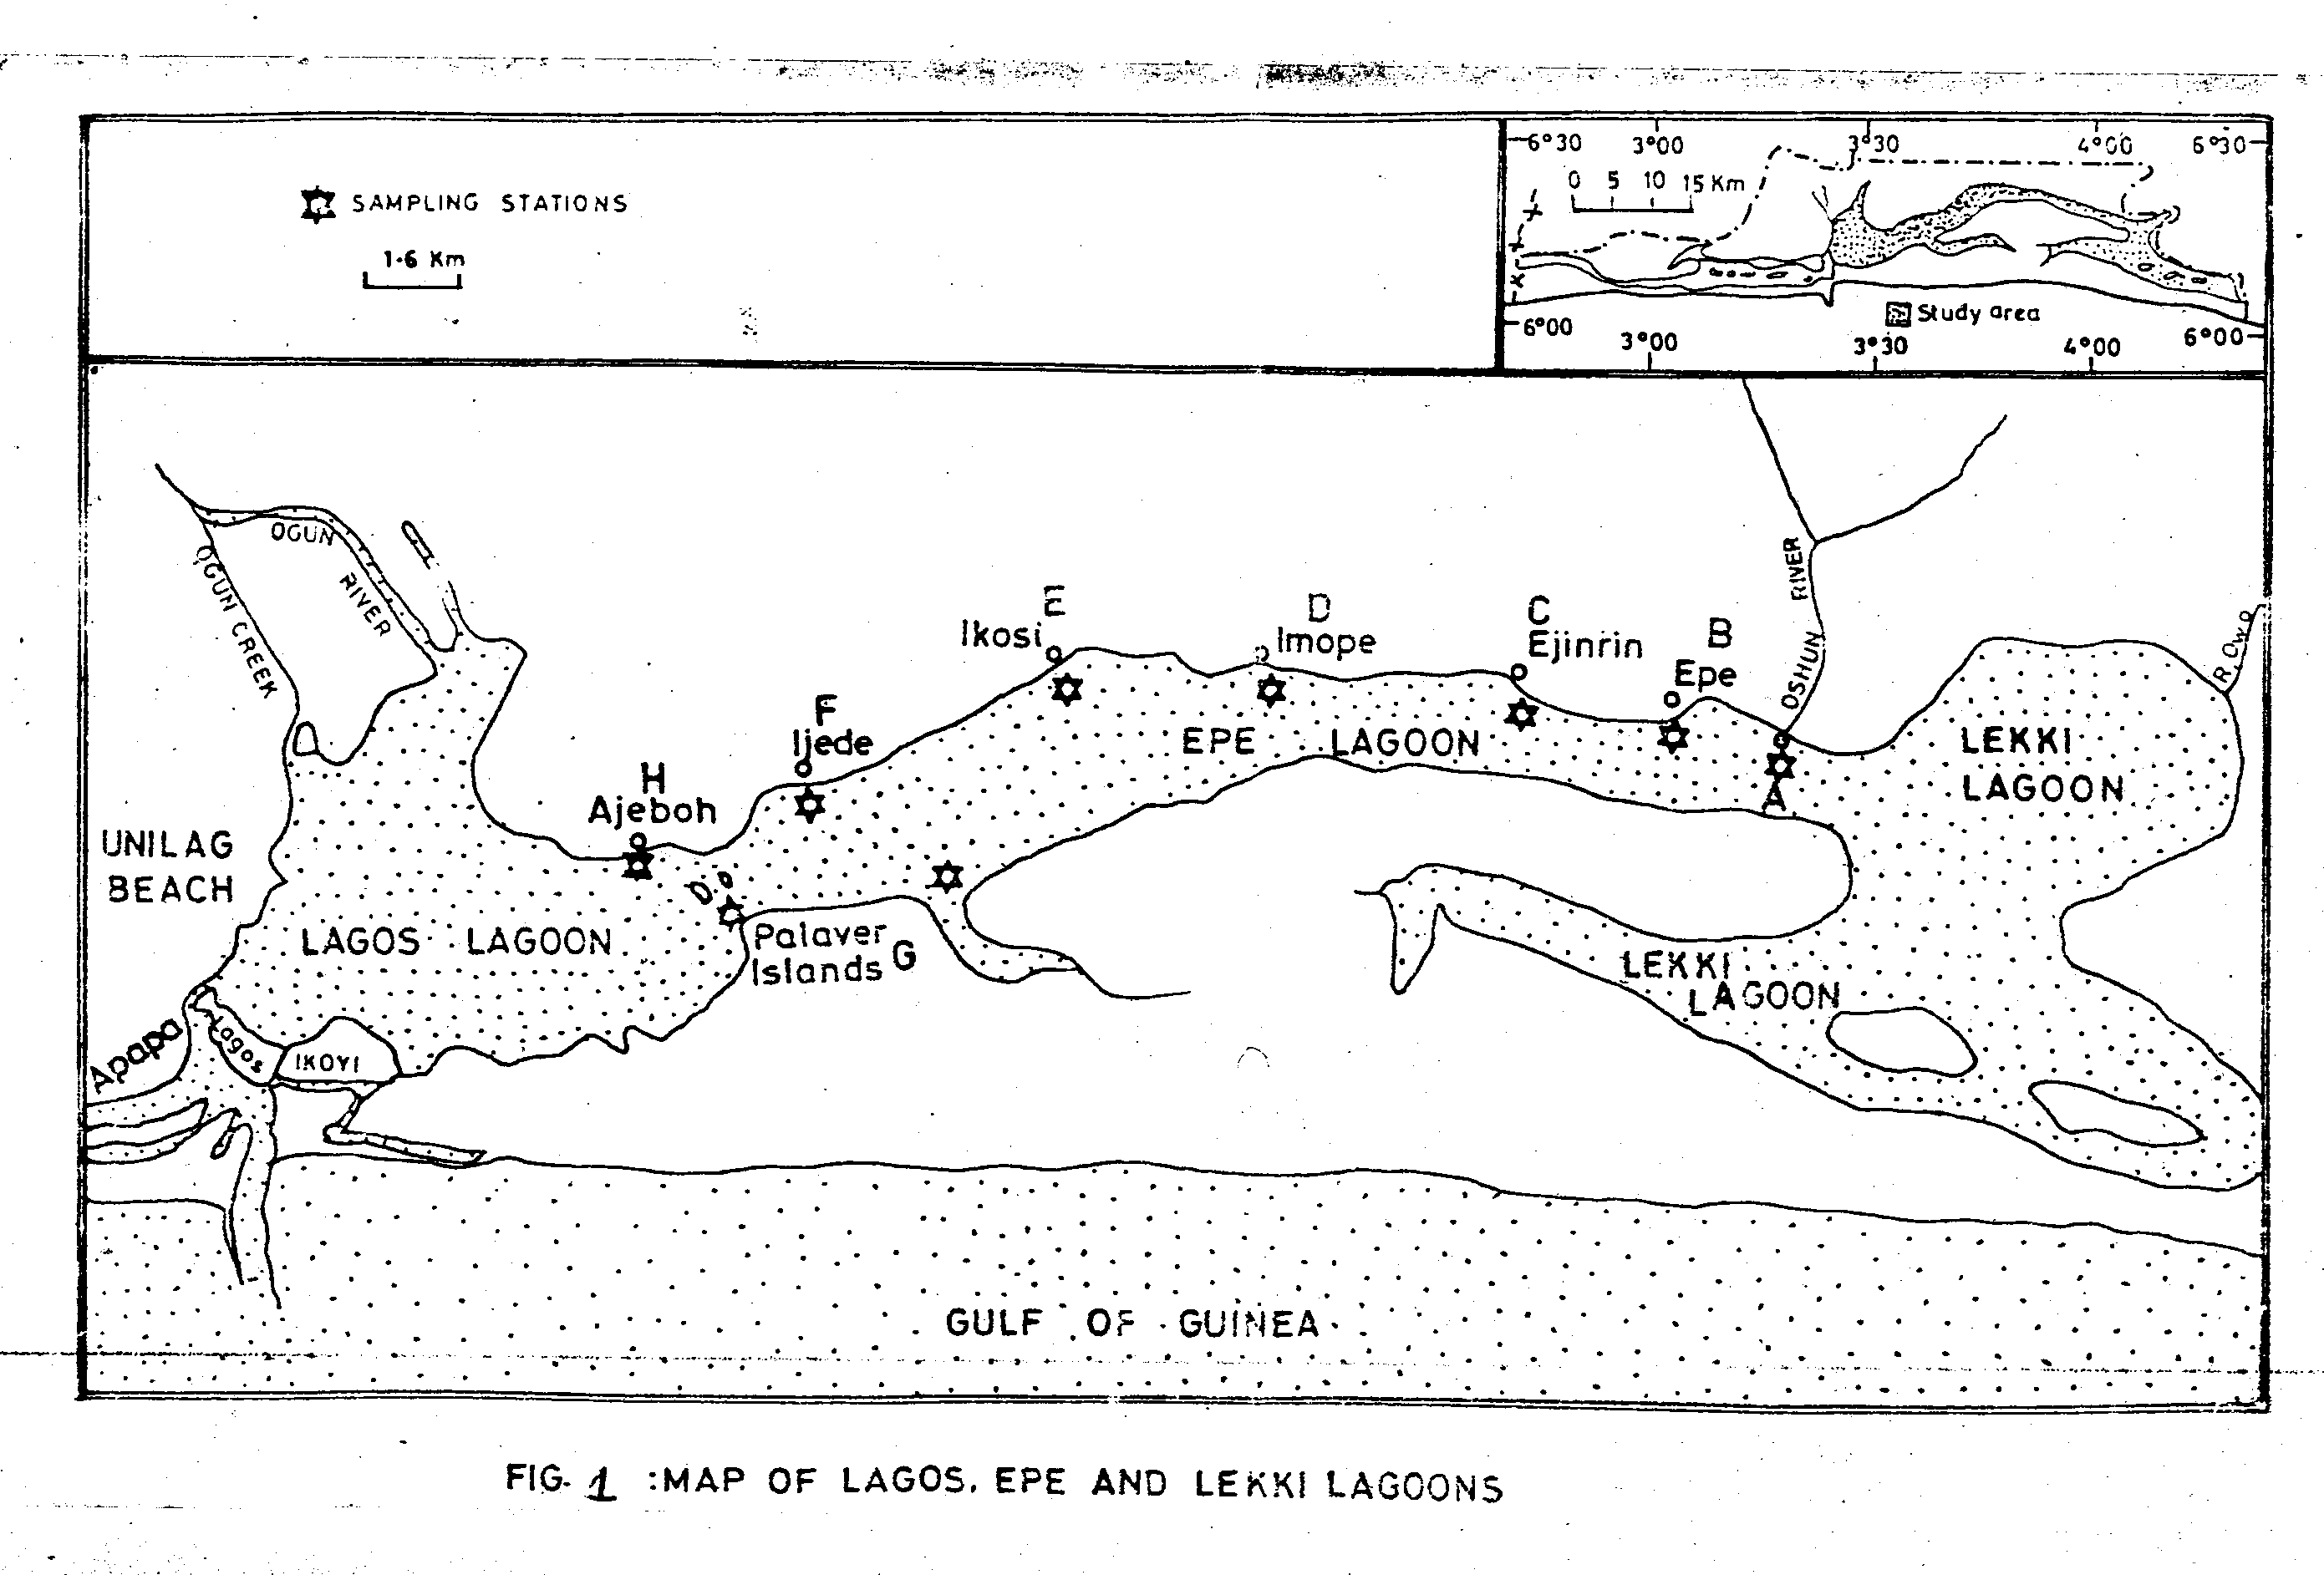 SAMPLING STATIONS
1·6 Km
6°30 3°00 3°30 4°00 6°30
0 5 10 15 Km
Study area
6°00 3°00 3°30 4°00 6°00
OGUN
RIVER
OGUN CREEK
E
Ikosi
D
Imope
C
Ejinrin
B
Epe
OSHUN RIVER
R. Owo
F
Ijede
EPE LAGOON
LEKKI
LAGOON
H
Ajeboh
A
UNILAG
BEACH
LAGOS LAGOON
Palaver
Islands G
LEKKI
LAGOON
Apapa
Lagos
IKOYI
GULF OF GUINEA
FIG. 1 :MAP OF LAGOS. EPE AND LEKKI LAGOONS